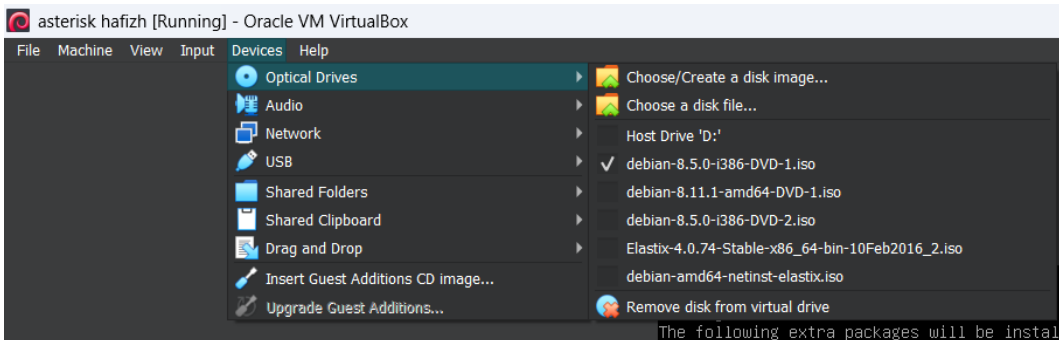 asterisk hafizh [Running] - Oracle VM VirtualBox
File Machine View Input Devices Help
Optical Drives
Audio
Network
USB
Shared Folders
Shared Clipboard
Drag and Drop
Insert Guest Additions CD image...
Upgrade Guest Additions...
Choose/Create a disk image...
Choose a disk file...
Host Drive 'D:'
debian-8.5.0-i386-DVD-1.iso
debian-8.11.1-amd64-DVD-1.iso
debian-8.5.0-i386-DVD-2.iso
Elastix-4.0.74-Stable-x86_64-bin-10Feb2016_2.iso
debian-amd64-netinst-elastix.iso
Remove disk from virtual drive
The following extra packages will be instal